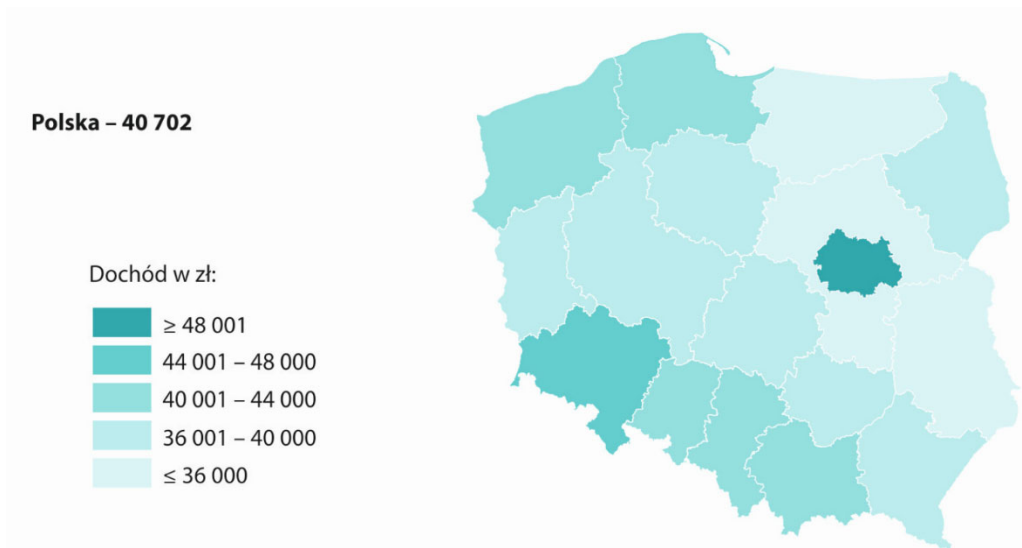 Polska – 40 702
Dochód w zł:
≥ 48 001
44 001 – 48 000
40 001 – 44 000
36 001 – 40 000
≤ 36 000